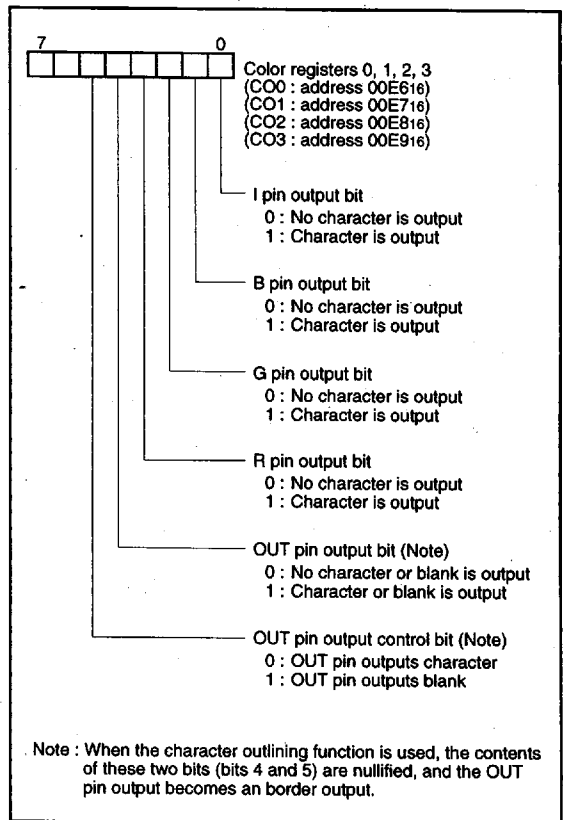 7 0
Color registers 0, 1, 2, 3
(CO0 : address 00E616)
(CO1 : address 00E716)
(CO2 : address 00E816)
(CO3 : address 00E916)
I pin output bit
0 : No character is output
1 : Character is output
B pin output bit
0 : No character is output
1 : Character is output
G pin output bit
0 : No character is output
1 : Character is output
R pin output bit
0 : No character is output
1 : Character is output
OUT pin output bit (Note)
0 : No character or blank is output
1 : Character or blank is output
OUT pin output control bit (Note)
0 : OUT pin outputs character
1 : OUT pin outputs blank
Note : When the character outlining function is used, the contents
of these two bits (bits 4 and 5) are nullified, and the OUT
pin output becomes an border output.